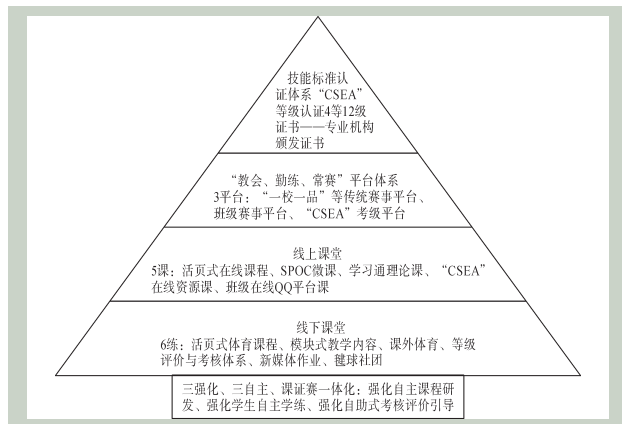 技能标准认
证体系“CSEA”
等级认证4等12级
证书——专业机构
颁发证书
“教会、勤练、常赛”平台体系
3平台：“一校一品”等传统赛事平台、
班级赛事平台、“CSEA”考级平台
线上课堂
5课：活页式在线课程、SPOC微课、学习通理论课、“CSEA”
在线资源课、班级在线QQ平台课
线下课堂
6练：活页式体育课程、模块式教学内容、课外体育、等级
评价与考核体系、新媒体作业、毽球社团
三强化、三自主、课证赛一体化：强化自主课程研
发、强化学生自主学练、强化自助式考核评价引导